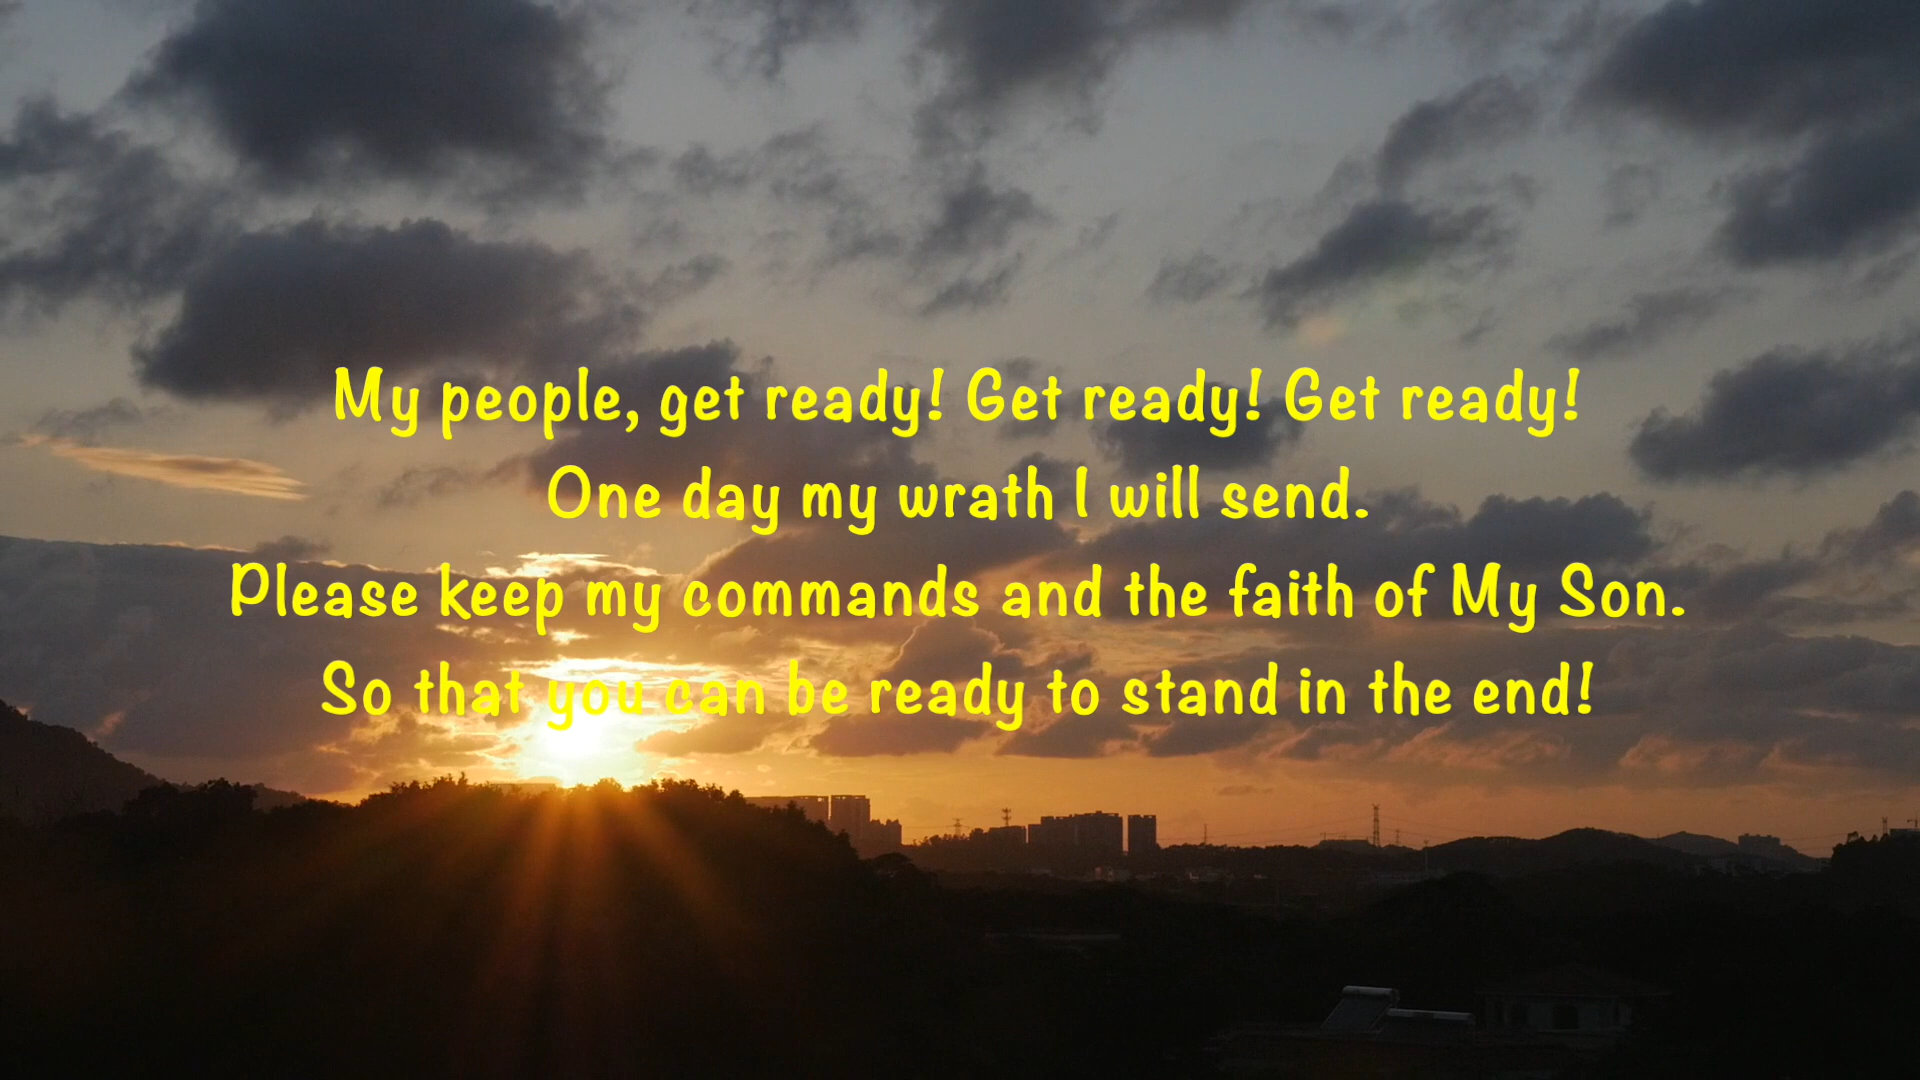 My people, get ready! Get ready! Get ready!
One day my wrath I will send.
Please keep my commands and the faith of My Son.
So that you can be ready to stand in the end!